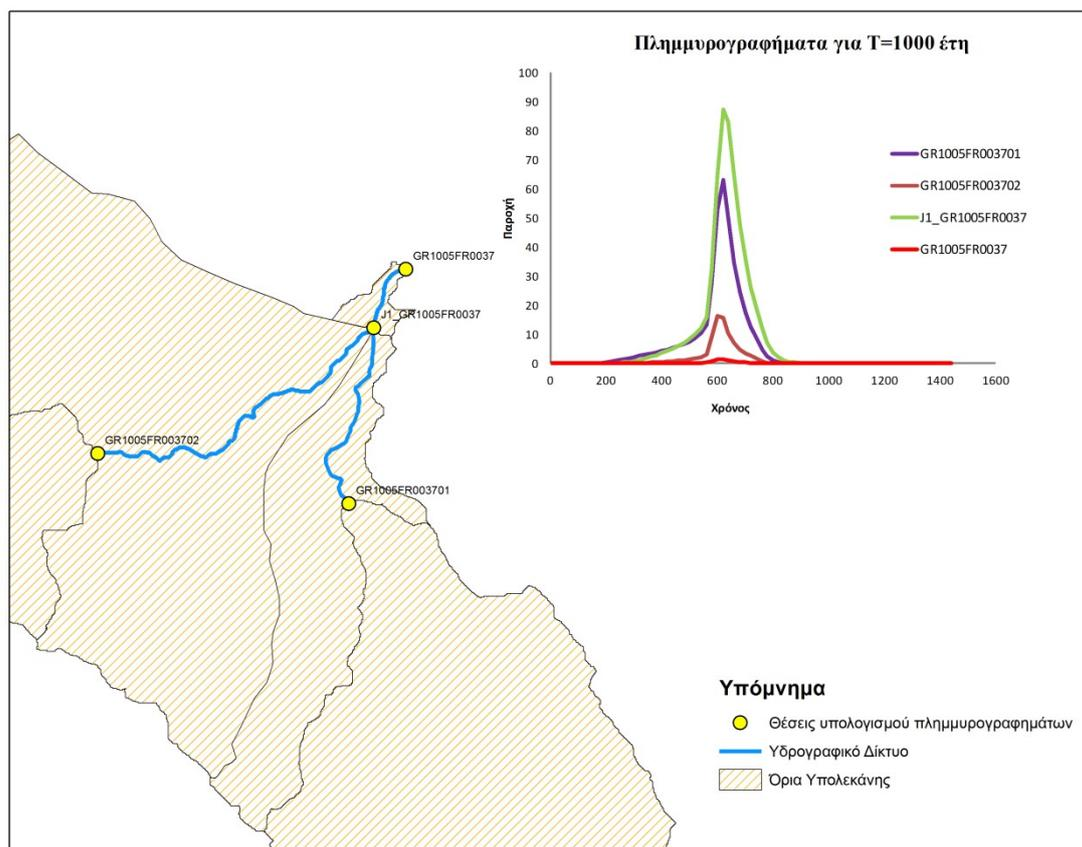 Πλημμυρογραφήματα για Τ=1000 έτη
100
90
80
70
60
50
40
30
20
10
0
Παροχή
0 200 400 600 800 1000 1200 1400 1600
Χρόνος
GR1005FR003701
GR1005FR003702
J1_GR1005FR0037
GR1005FR0037
GR1005FR0037
J1_GR1005FR0037
GR1005FR003702
GR1005FR003701
Υπόμνημα
Θέσεις υπολογισμού πλημμυρογραφημάτων
Υδρογραφικό Δίκτυο
Όρια Υπολεκάνης